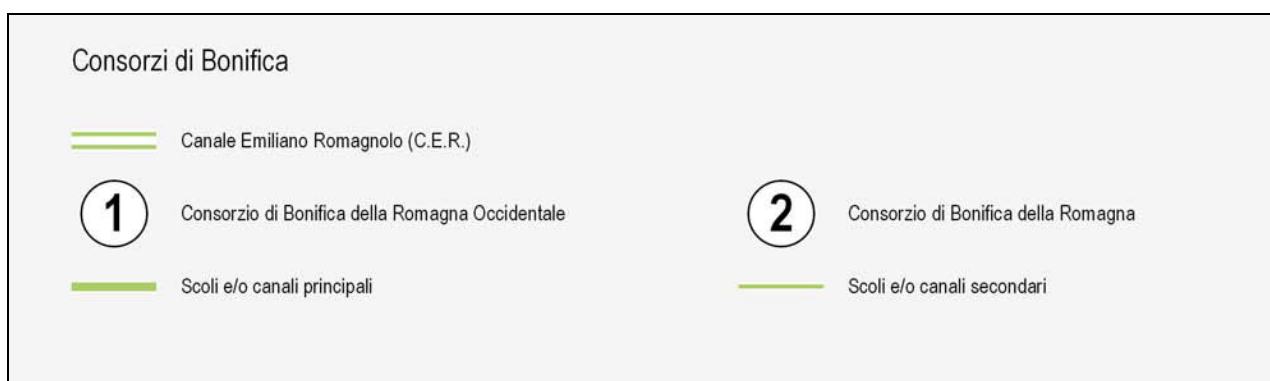 Consorzi di Bonifica
Canale Emiliano Romagnolo (C.E.R.)
1 Consorzio di Bonifica della Romagna Occidentale
2 Consorzio di Bonifica della Romagna
Scoli e/o canali principali
Scoli e/o canali secondari